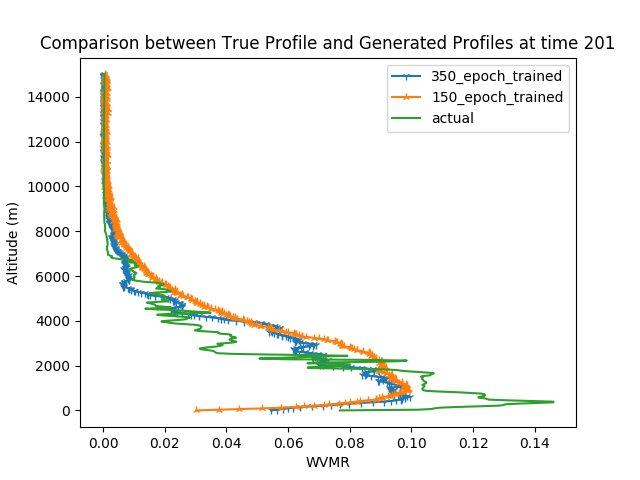 Comparison between True Profile and Generated Profiles at time 201
350_epoch_trained
150_epoch_trained
actual
Altitude (m)
14000
12000
10000
8000
6000
4000
2000
0
0.00 0.02 0.04 0.06 0.08 0.10 0.12 0.14
WVMR